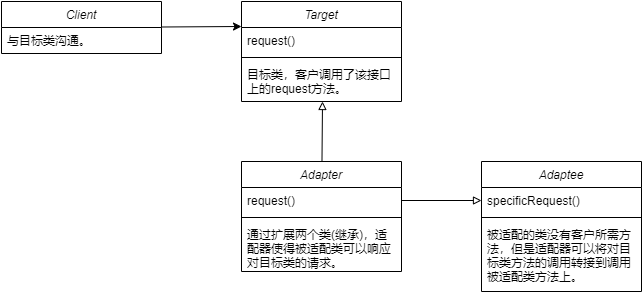 Client
与目标类沟通。
Target
request()
目标类，客户调用了该接口
上的request方法。
Adapter
request()
通过扩展两个类(继承)，适
配器使得被适配类可以响应
对目标类的请求。
Adaptee
specificRequest()
被适配的类没有客户所需方
法，但是适配器可以将对目
标类方法的调用转接到调用
被适配类方法上。